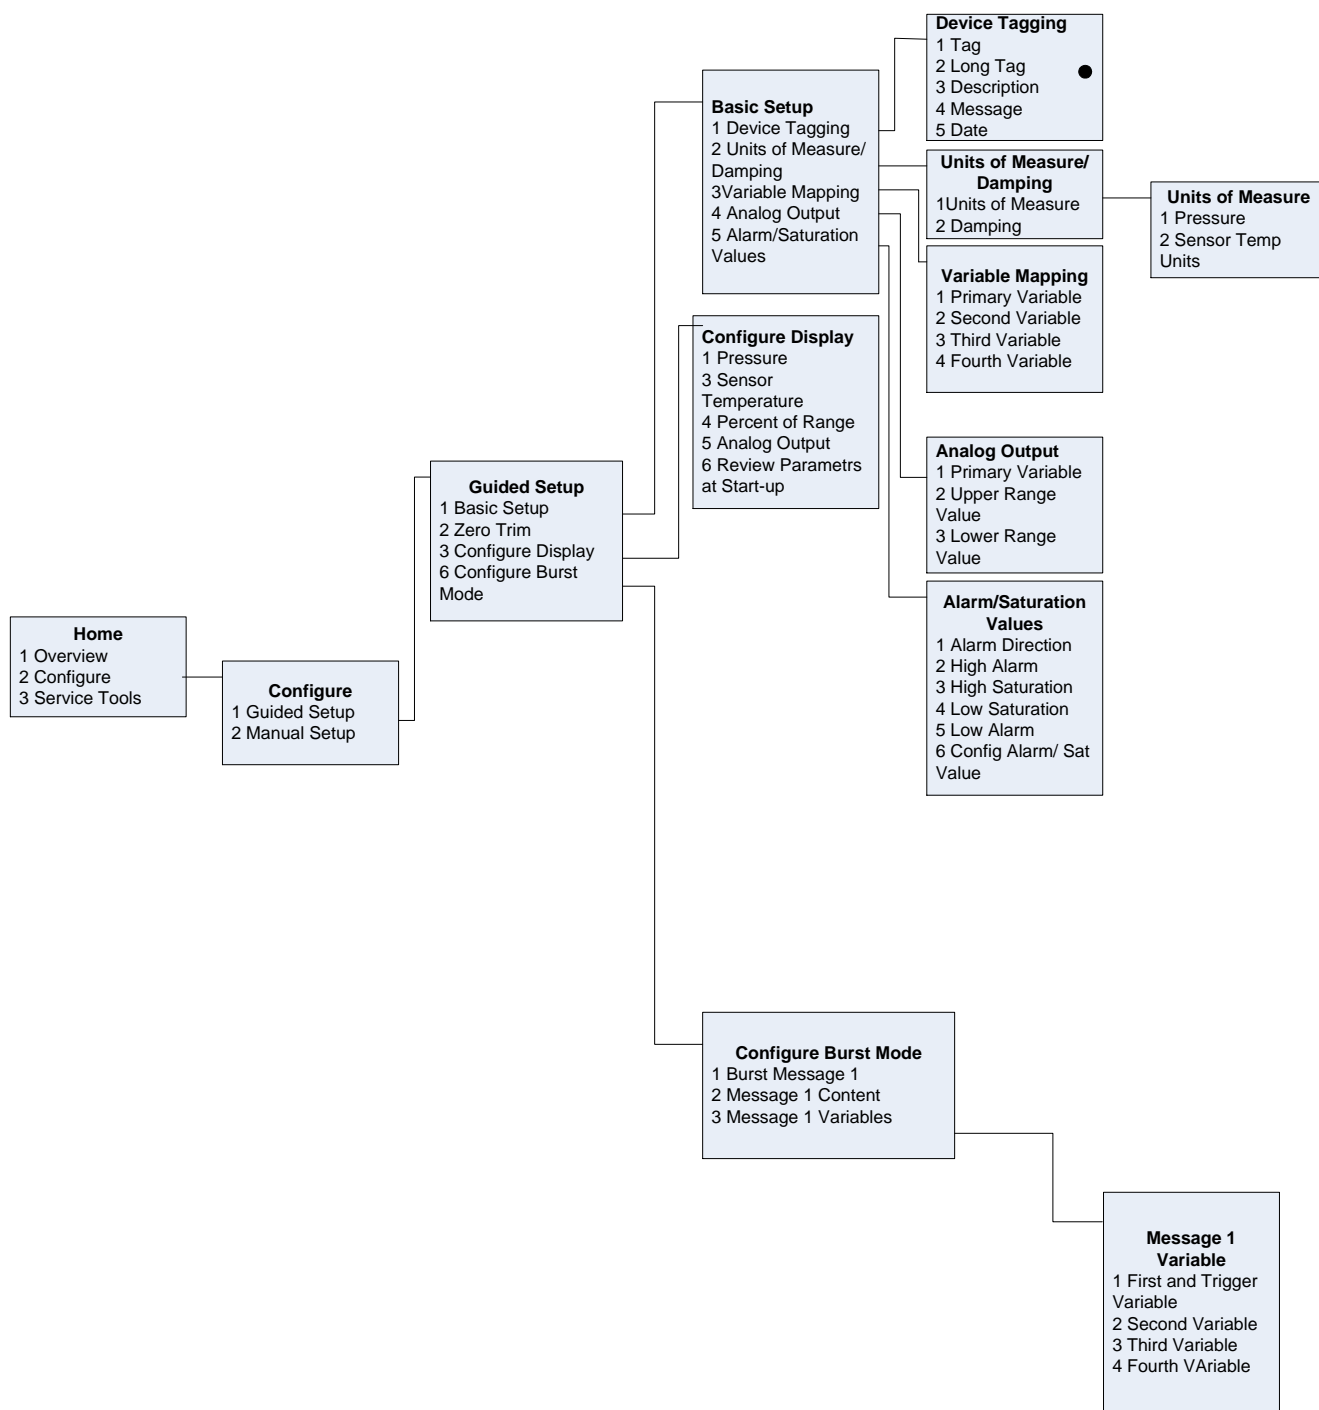 Home
1 Overview
2 Configure
3 Service Tools
Configure
1 Guided Setup
2 Manual Setup
Guided Setup
1 Basic Setup
2 Zero Trim
3 Configure Display
6 Configure Burst
Mode
Basic Setup
1 Device Tagging
2 Units of Measure/
Damping
3Variable Mapping
4 Analog Output
5 Alarm/Saturation
Values
Configure Display
1 Pressure
3 Sensor
Temperature
4 Percent of Range
5 Analog Output
6 Review Parametrs
at Start-up
Configure Burst Mode
1 Burst Message 1
2 Message 1 Content
3 Message 1 Variables
Device Tagging
1 Tag
2 Long Tag
3 Description
4 Message
5 Date
Units of Measure/
Damping
1Units of Measure
2 Damping
Variable Mapping
1 Primary Variable
2 Second Variable
3 Third Variable
4 Fourth Variable
Analog Output
1 Primary Variable
2 Upper Range
Value
3 Lower Range
Value
Alarm/Saturation
Values
1 Alarm Direction
2 High Alarm
3 High Saturation
4 Low Saturation
5 Low Alarm
6 Config Alarm/ Sat
Value
Units of Measure
1 Pressure
2 Sensor Temp
Units
Message 1
Variable
1 First and Trigger
Variable
2 Second Variable
3 Third Variable
4 Fourth VAriable